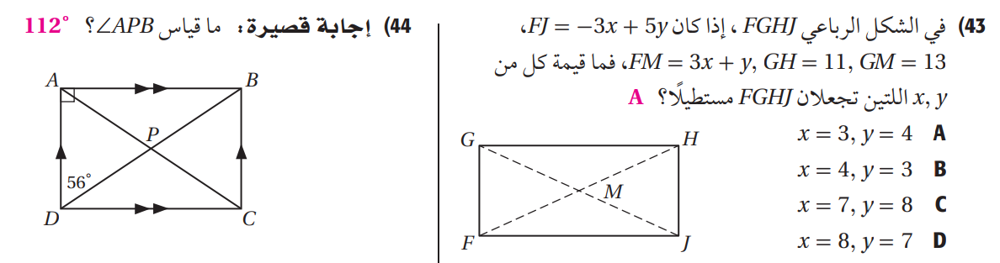 43) في الشكل الرباعي FGHJ ، إذا كان FJ = −3x + 5y،
FM = 3x + y, GH = 11, GM = 13، فما قيمة كل من
x, y اللتين تجعلان FGHJ مستطيلًا؟ A
x = 3, y = 4 A
x = 4, y = 3 B
x = 7, y = 8 C
x = 8, y = 7 D
G
H
M
F
J
44) إجابة قصيرة: ما قياس ∠APB؟ 112°
A
B
P
56°
D
C